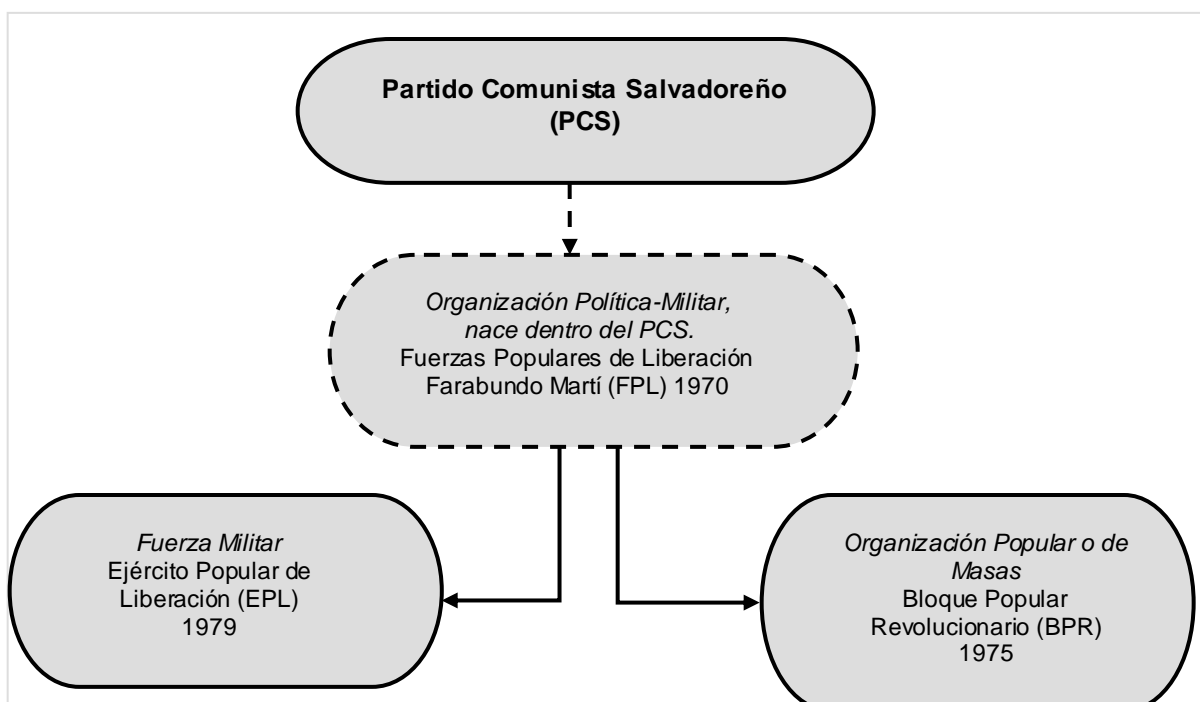 Partido Comunista Salvadoreño
(PCS)
Organización Política-Militar,
nace dentro del PCS.
Fuerzas Populares de Liberación
Farabundo Martí (FPL) 1970
Fuerza Militar
Ejército Popular de
Liberación (EPL)
1979
Organización Popular o de
Masas
Bloque Popular
Revolucionario (BPR)
1975